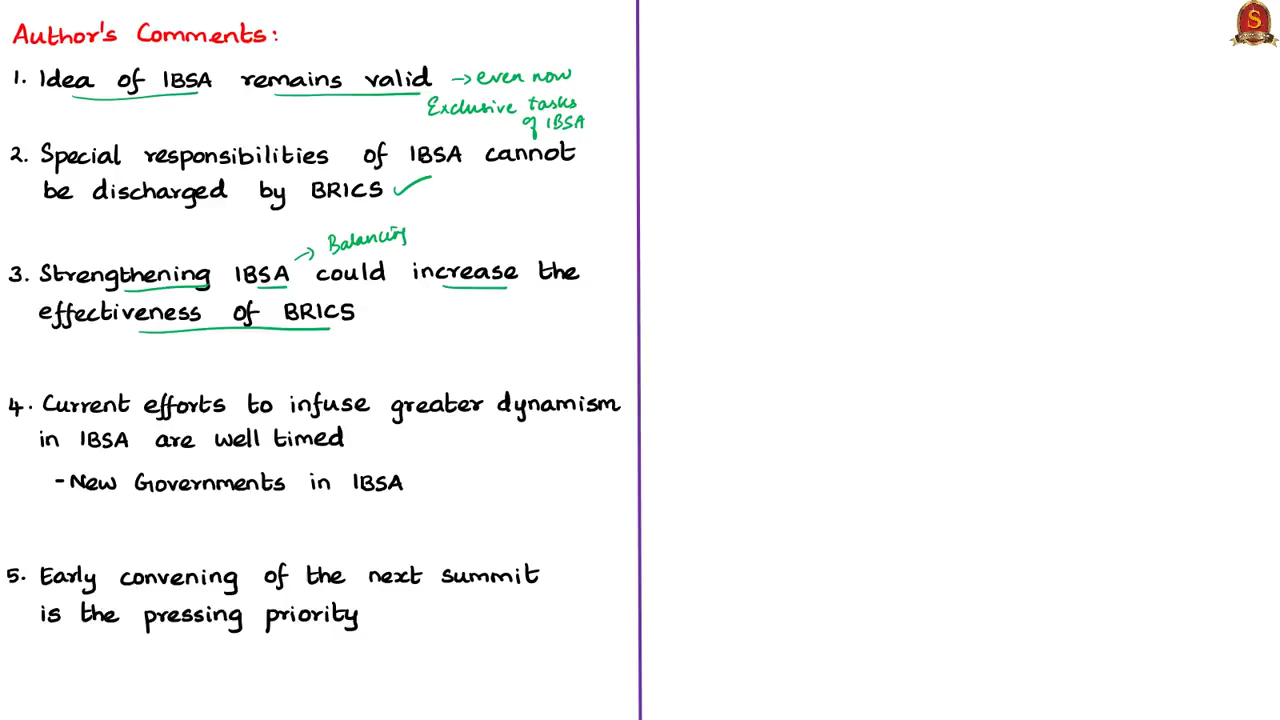 Author's Comments:
1. Idea of IBSA remains valid → even now
Exclusive tasks
of IBSA
2. Special responsibilities of IBSA cannot
be discharged by BRICS ✓
→ Balancing
3. Strengthening IBSA could increase the
effectiveness of BRICS
4. Current efforts to infuse greater dynamism
in IBSA are well timed
- New Governments in IBSA
5. Early convening of the next summit
is the pressing priority
S